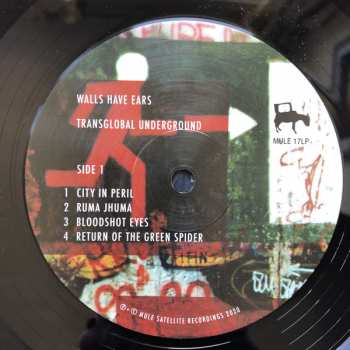 WALLS HAVE EARS
TRANSGLOBAL UNDERGROUND
MULE 17LP
SIDE 1
1 CITY IN PERIL
2 RUMA JHUMA
3 BLOODSHOT EYES
4 RETURN OF THE GREEN SPIDER
℗ + © MULE SATELLITE RECORDINGS 2020